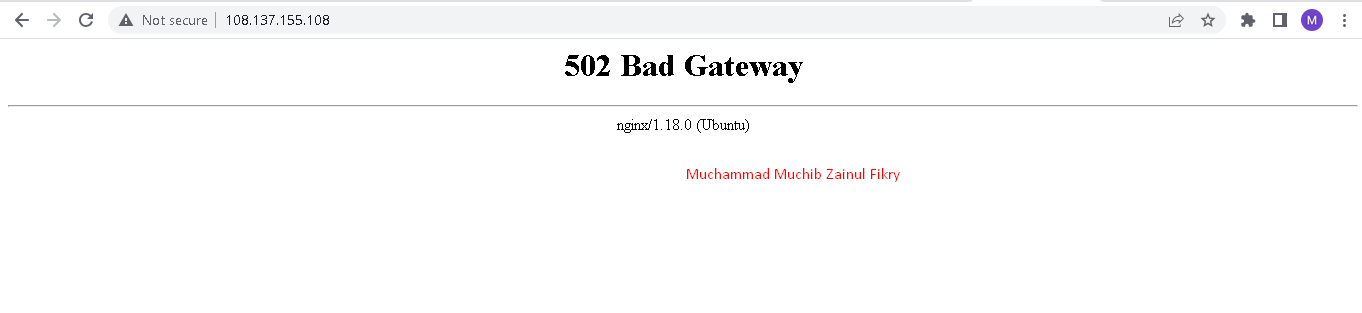 Not secure 108.137.155.108
M
502 Bad Gateway
nginx/1.18.0 (Ubuntu)
Muchammad Muchib Zainul Fikry